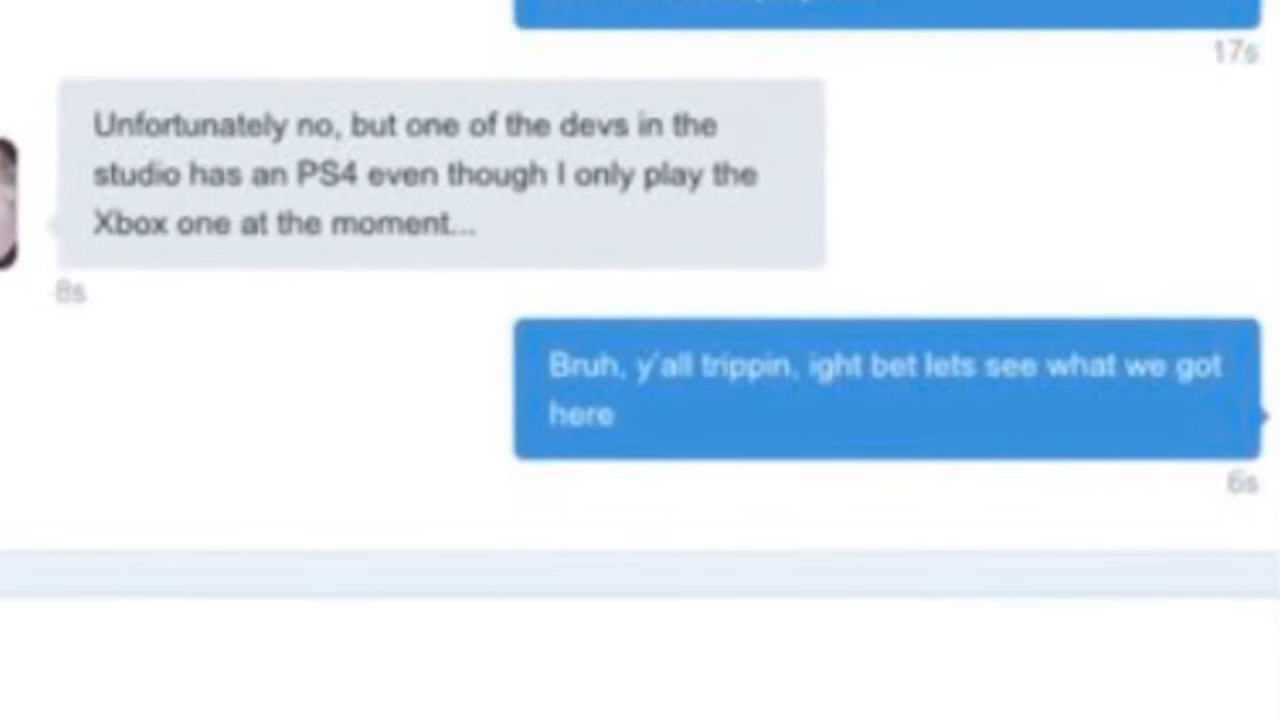 17s
Unfortunately no, but one of the devs in the
studio has an PS4 even though I only play the
Xbox one at the moment...
8s
Bruh, y'all trippin, ight bet lets see what we got
here
6s